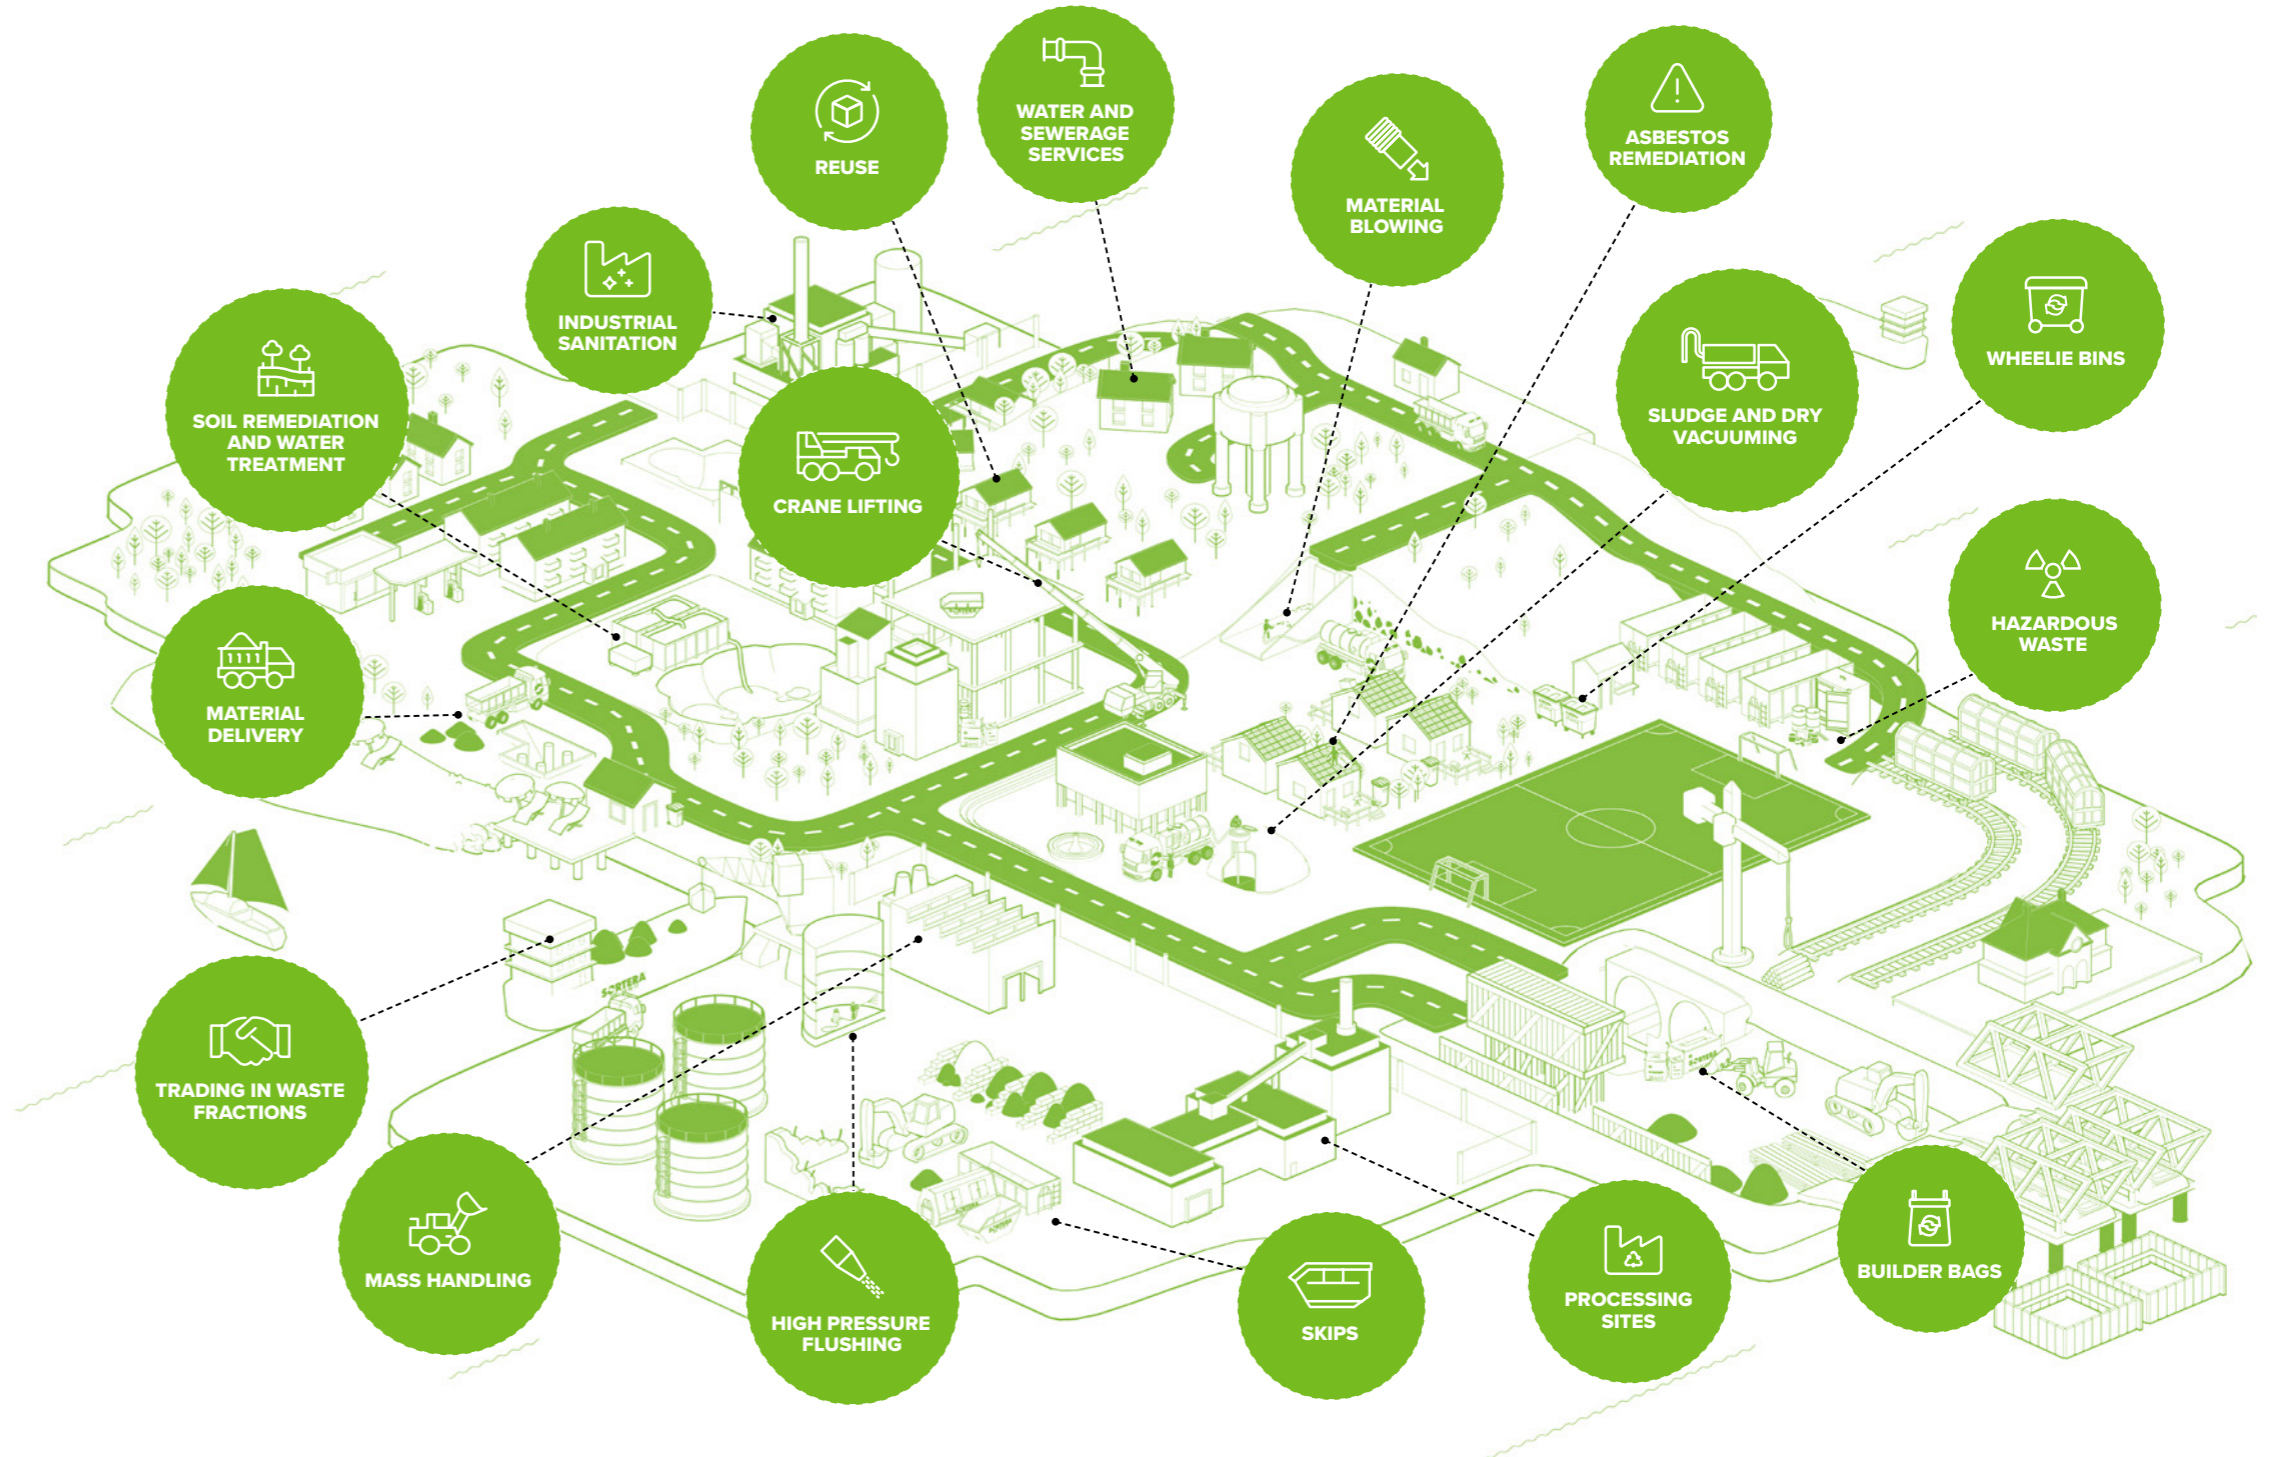 REUSE
WATER AND
SEWERAGE
SERVICES
MATERIAL
BLOWING
ASBESTOS
REMEDIATION
INDUSTRIAL
SANITATION
WHEELIE BINS
SOIL REMEDIATION
AND WATER
TREATMENT
CRANE LIFTING
SLUDGE AND DRY
VACUUMING
HAZARDOUS
WASTE
MATERIAL
DELIVERY
SORTERA
TRADING IN WASTE
FRACTIONS
MASS HANDLING
HIGH PRESSURE
FLUSHING
SKIPS
PROCESSING
SITES
BUILDER BAGS